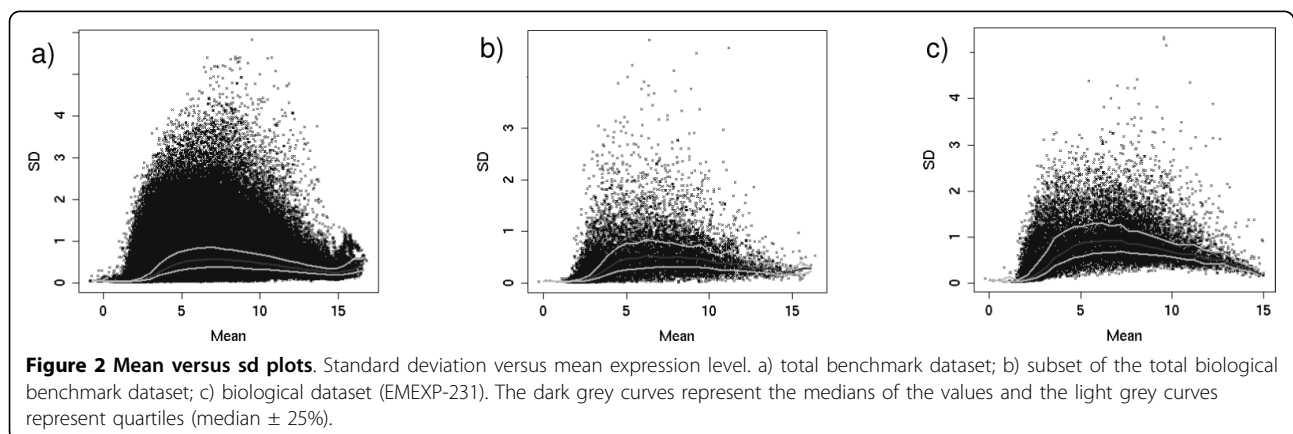 a)
SD
4
3
2
1
0
0 5 10 15
Mean
b)
SD
3
2
1
0
0 5 10 15
Mean
c)
SD
4
3
2
1
0
0 5 10 15
Mean
Figure 2 Mean versus sd plots. Standard deviation versus mean expression level. a) total benchmark dataset; b) subset of the total biological
benchmark dataset; c) biological dataset (EMEXP-231). The dark grey curves represent the medians of the values and the light grey curves
represent quartiles (median ± 25%).